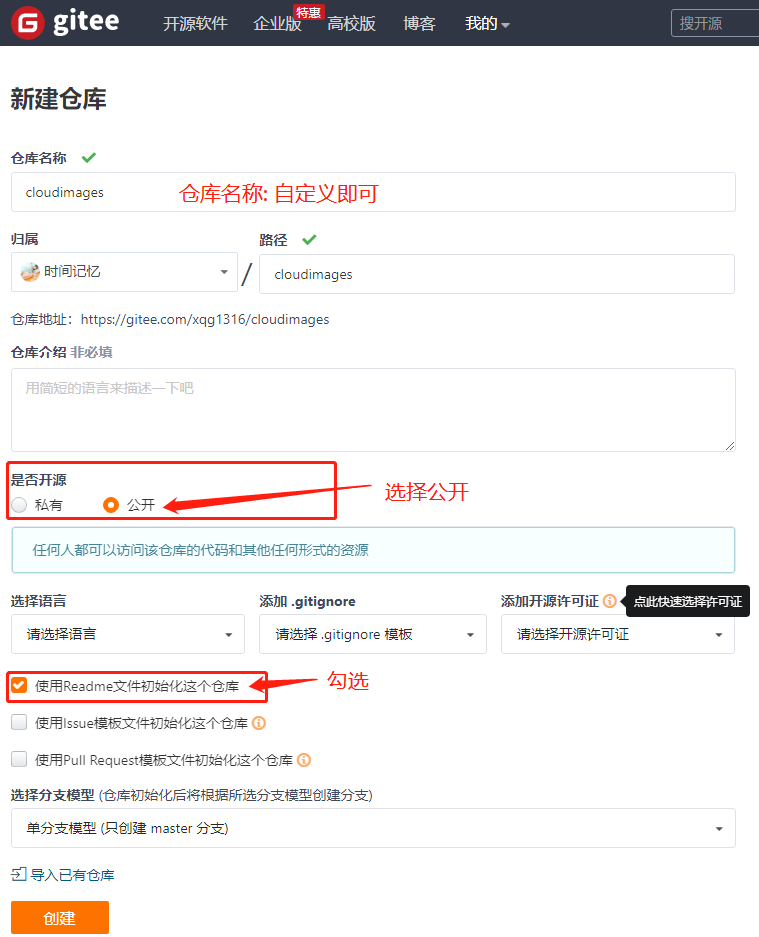 G gitee 开源软件 企业版 特惠 高校版 博客 我的 搜开源
新建仓库
仓库名称
cloudimages 仓库名称: 自定义即可
归属 路径
时间记忆 / cloudimages
仓库地址：https://gitee.com/xqg1316/cloudimages
仓库介绍 非必填
用简短的语言来描述一下吧
是否开源
私有 公开 选择公开
任何人都可以访问该仓库的代码和其他任何形式的资源
选择语言 添加 .gitignore 添加开源许可证 点此快速选择许可证
请选择语言 请选择 .gitignore 模板 请选择开源许可证
使用Readme文件初始化这个仓库 勾选
使用Issue模板文件初始化这个仓库
使用Pull Request模板文件初始化这个仓库
选择分支模型 (仓库初始化后将根据所选分支模型创建分支)
单分支模型 (只创建 master 分支)
导入已有仓库
创建